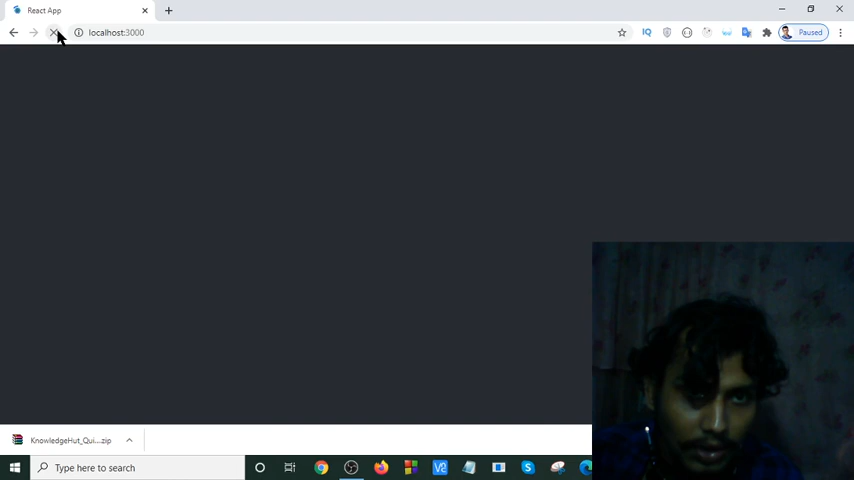 React App
localhost:3000
Paused
KnowledgeHut_Qui....zip
Type here to search